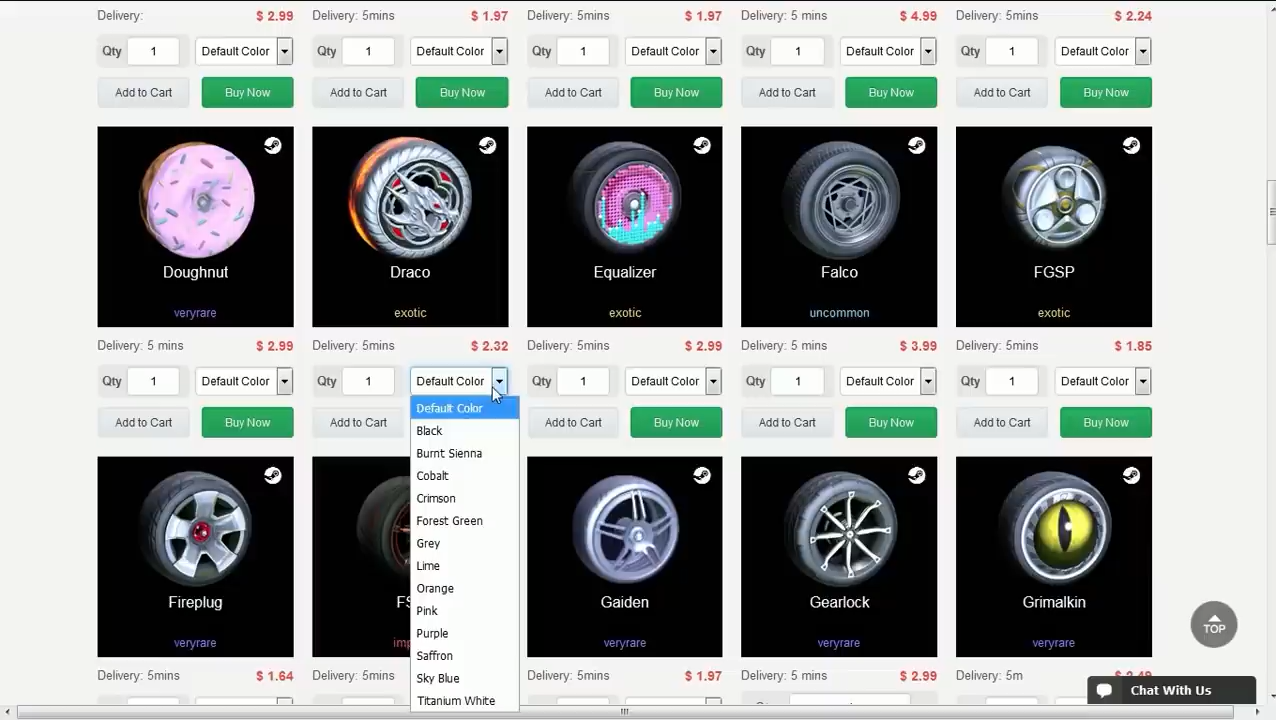 Delivery: $ 2.99 Delivery: 5mins $ 1.97 Delivery: 5mins $ 1.97 Delivery: 5 mins $ 4.99 Delivery: 5mins $ 2.24
Qty 1 Default Color Qty 1 Default Color Qty 1 Default Color Qty 1 Default Color Qty 1 Default Color
Add to Cart Buy Now Add to Cart Buy Now Add to Cart Buy Now Add to Cart Buy Now Add to Cart Buy Now
Doughnut Draco Equalizer Falco FGSP
veryrare exotic exotic uncommon exotic
Delivery: 5 mins $ 2.99 Delivery: 5mins $ 2.32 Delivery: 5mins $ 2.99 Delivery: 5 mins $ 3.99 Delivery: 5mins $ 1.85
Qty 1 Default Color Qty 1 Default Color Qty 1 Default Color Qty 1 Default Color Qty 1 Default Color
Add to Cart Buy Now Add to Cart Add to Cart Buy Now Add to Cart Buy Now Add to Cart Buy Now
Default Color
Black
Burnt Sienna
Cobalt
Crimson
Forest Green
Grey
Lime
Orange
Pink
Purple
Saffron
Sky Blue
Titanium White
Fireplug FS Gaiden Gearlock Grimalkin
veryrare imp veryrare veryrare veryrare
Delivery: 5mins $ 1.64 Delivery: 5mins Delivery: 5mins $ 1.97 Delivery: 5mins $ 2.99 Delivery: 5m
TOP
Chat With Us